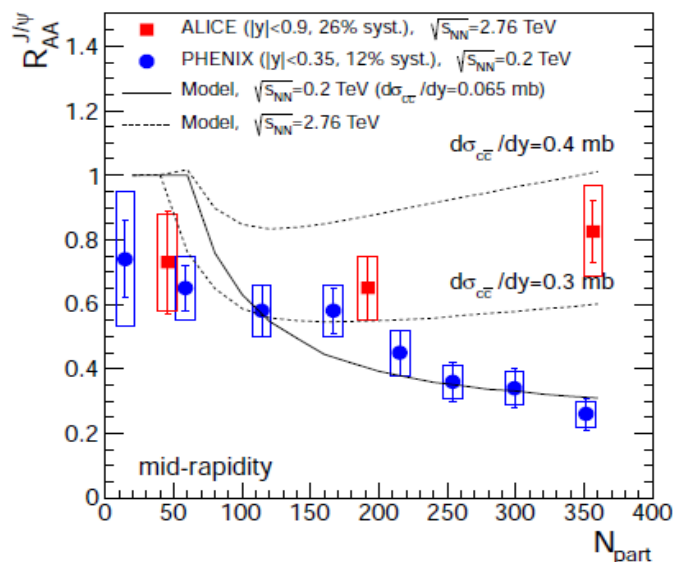 R_AA^J/ψ
ALICE (|y|<0.9, 26% syst.), √s_NN=2.76 TeV
PHENIX (|y|<0.35, 12% syst.), √s_NN=0.2 TeV
Model, √s_NN=0.2 TeV (dσ_cc̄/dy=0.065 mb)
Model, √s_NN=2.76 TeV
dσ_cc̄/dy=0.4 mb
dσ_cc̄/dy=0.3 mb
mid-rapidity
1.4
1.2
1
0.8
0.6
0.4
0.2
0
0 50 100 150 200 250 300 350 400
N_part